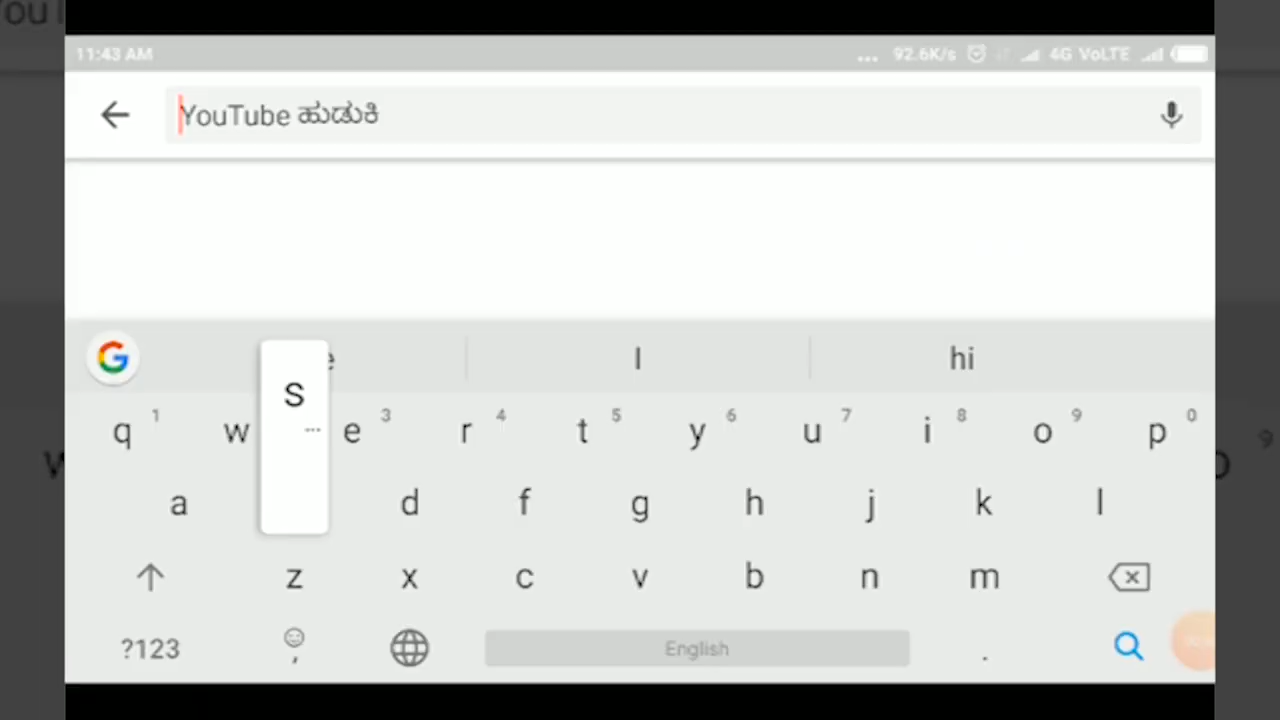 11:43 AM ... 92.6K/s 4G VoLTE
YouTube ಹುಡುಕಿ
I hi
q 1 w e 3 r 4 t 5 y 6 u 7 i 8 o 9 p 0
S
a d f g h j k l
z x c v b n m
?123 , English .